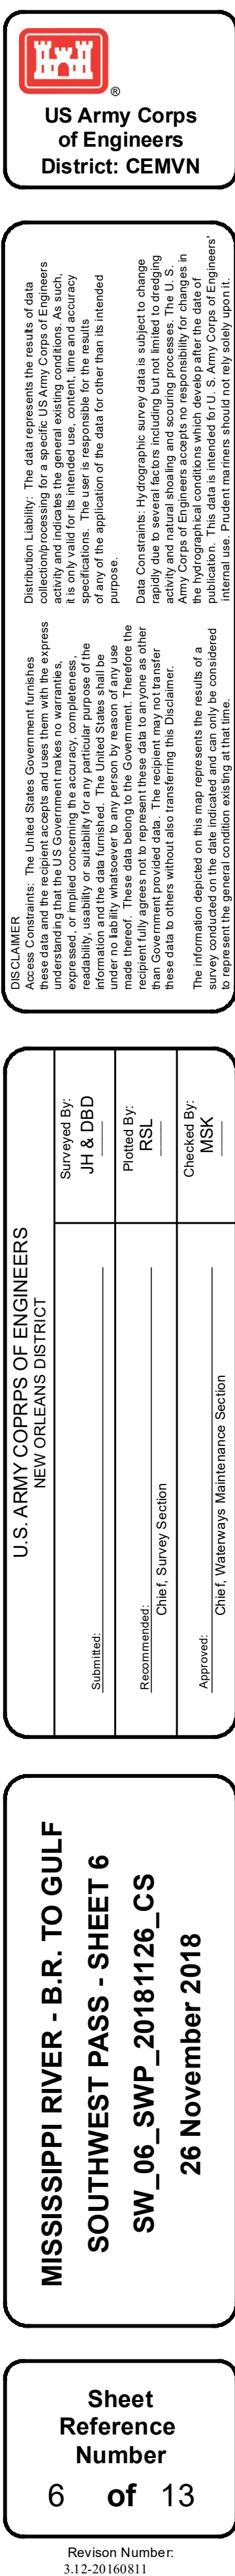 ®
US Army Corps
of Engineers
District: CEMVN
DISCLAIMER
Access Constraints: The United States Government furnishes
these data and the recipient accepts and uses them with the express
understanding that the US Government makes no warranties,
expressed, or implied concerning the accuracy, completeness,
readability, usability or suitability for any particular purpose of the
information and the data furnished. The United States shall be
under no liability whatsoever to any person by reason of any use
made thereof. These data belong to the Government. Therefore the
recipient fully agrees not to represent these data to anyone as other
than Government provided data. The recipient may not transfer
these data to others without also transferring this Disclaimer.
The information depicted on this map represents the results of a
survey conducted on the date indicated and can only be considered
to represent the general condition existing at that time.
Distribution Liability: The data represents the results of data
collection/processing for a specific US Army Corps of Engineers
activity and indicates the general existing conditions. As such,
it is only valid for its intended use, content, time and accuracy
specifications. The user is responsible for the results
of any of the application of the data for other than its intended
purpose.
Data Constraints: Hydrographic survey data is subject to change
rapidly due to several factors including but not limited to dredging
activity and natural shoaling and scouring processes. The U. S.
Army Corps of Engineers accepts no responsibility for changes in
the hydrographical conditions which develop after the date of
publication. This data is intended for U. S. Army Corps of Engineers'
internal use. Prudent mariners should not rely solely upon it.
U.S. ARMY COPRPS OF ENGINEERS
NEW ORLEANS DISTRICT
Submitted:
Surveyed By:
JH & DBD
Recommended:
Chief, Survey Section
Plotted By:
RSL
Approved:
Chief, Waterways Maintenance Section
Checked By:
MSK
MISSISSIPPI RIVER - B.R. TO GULF
SOUTHWEST PASS - SHEET 6
SW_06_SWP_20181126_CS
26 November 2018
Sheet
Reference
Number
6 of 13
Revison Number:
3.12-20160811